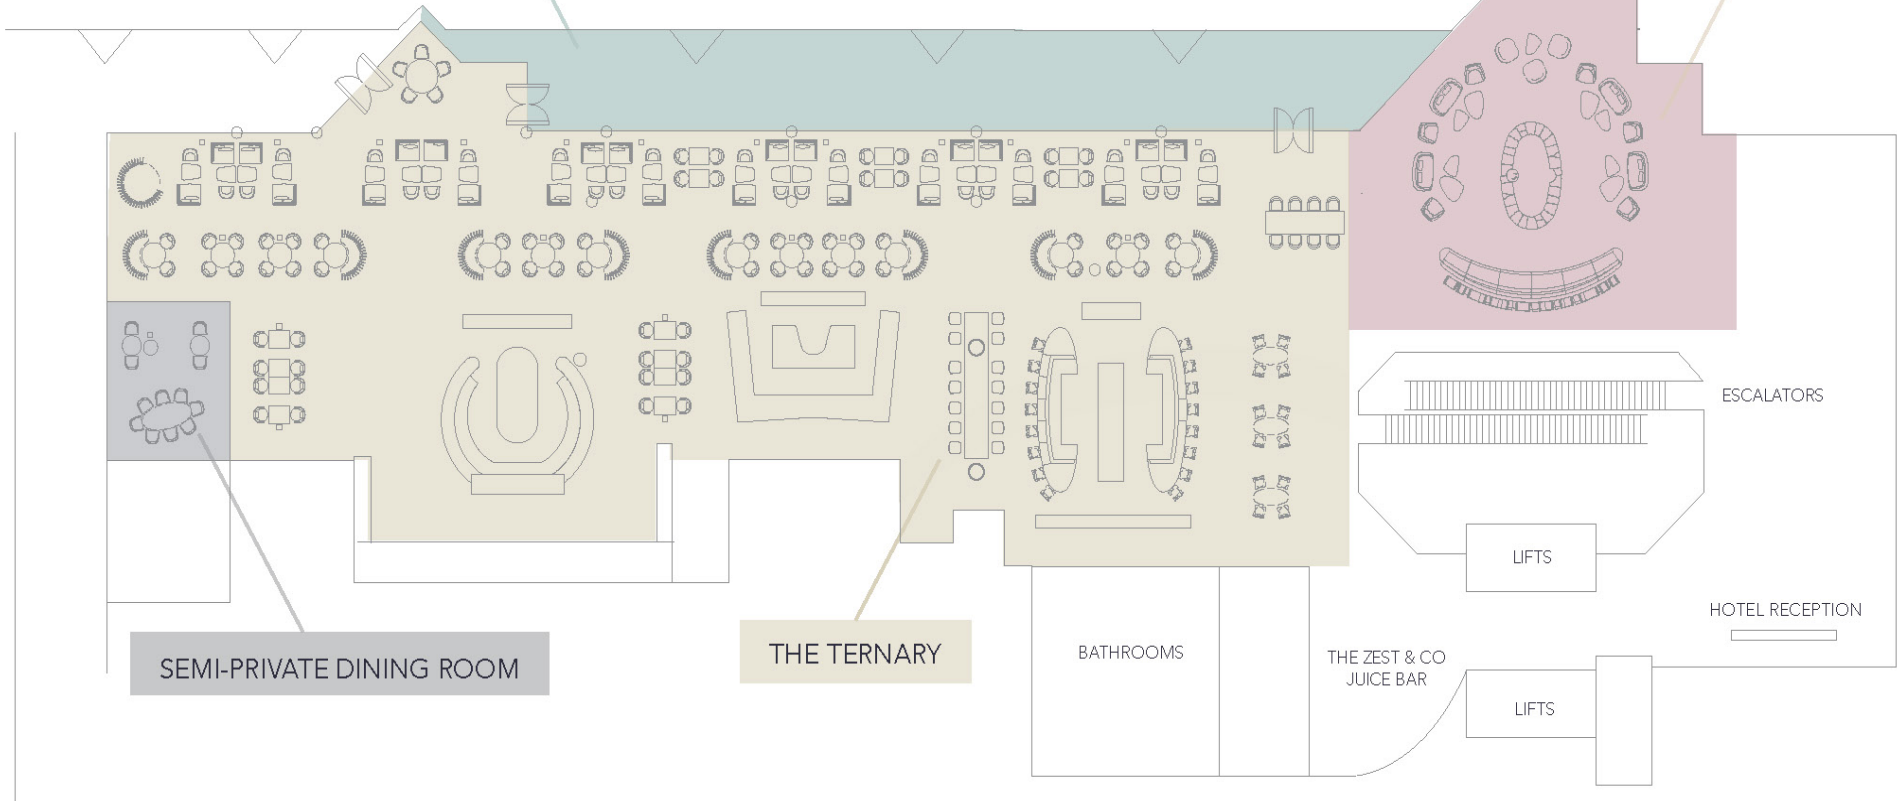 ESCALATORS
LIFTS
HOTEL RECEPTION
SEMI-PRIVATE DINING ROOM
THE TERNARY
BATHROOMS
THE ZEST & CO
JUICE BAR
LIFTS